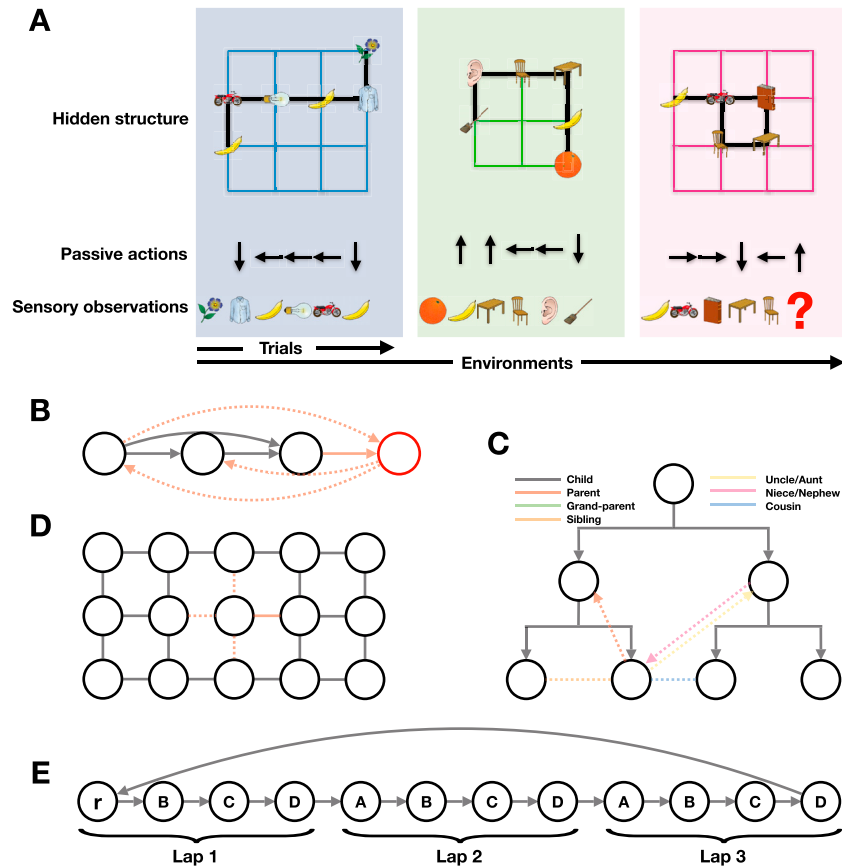 A
Hidden structure
Passive actions
Sensory observations
?
Trials
Environments
B
C
Child
Parent
Grand-parent
Sibling
Uncle/Aunt
Niece/Nephew
Cousin
D
E
r B C D A B C D A B C D
Lap 1 Lap 2 Lap 3